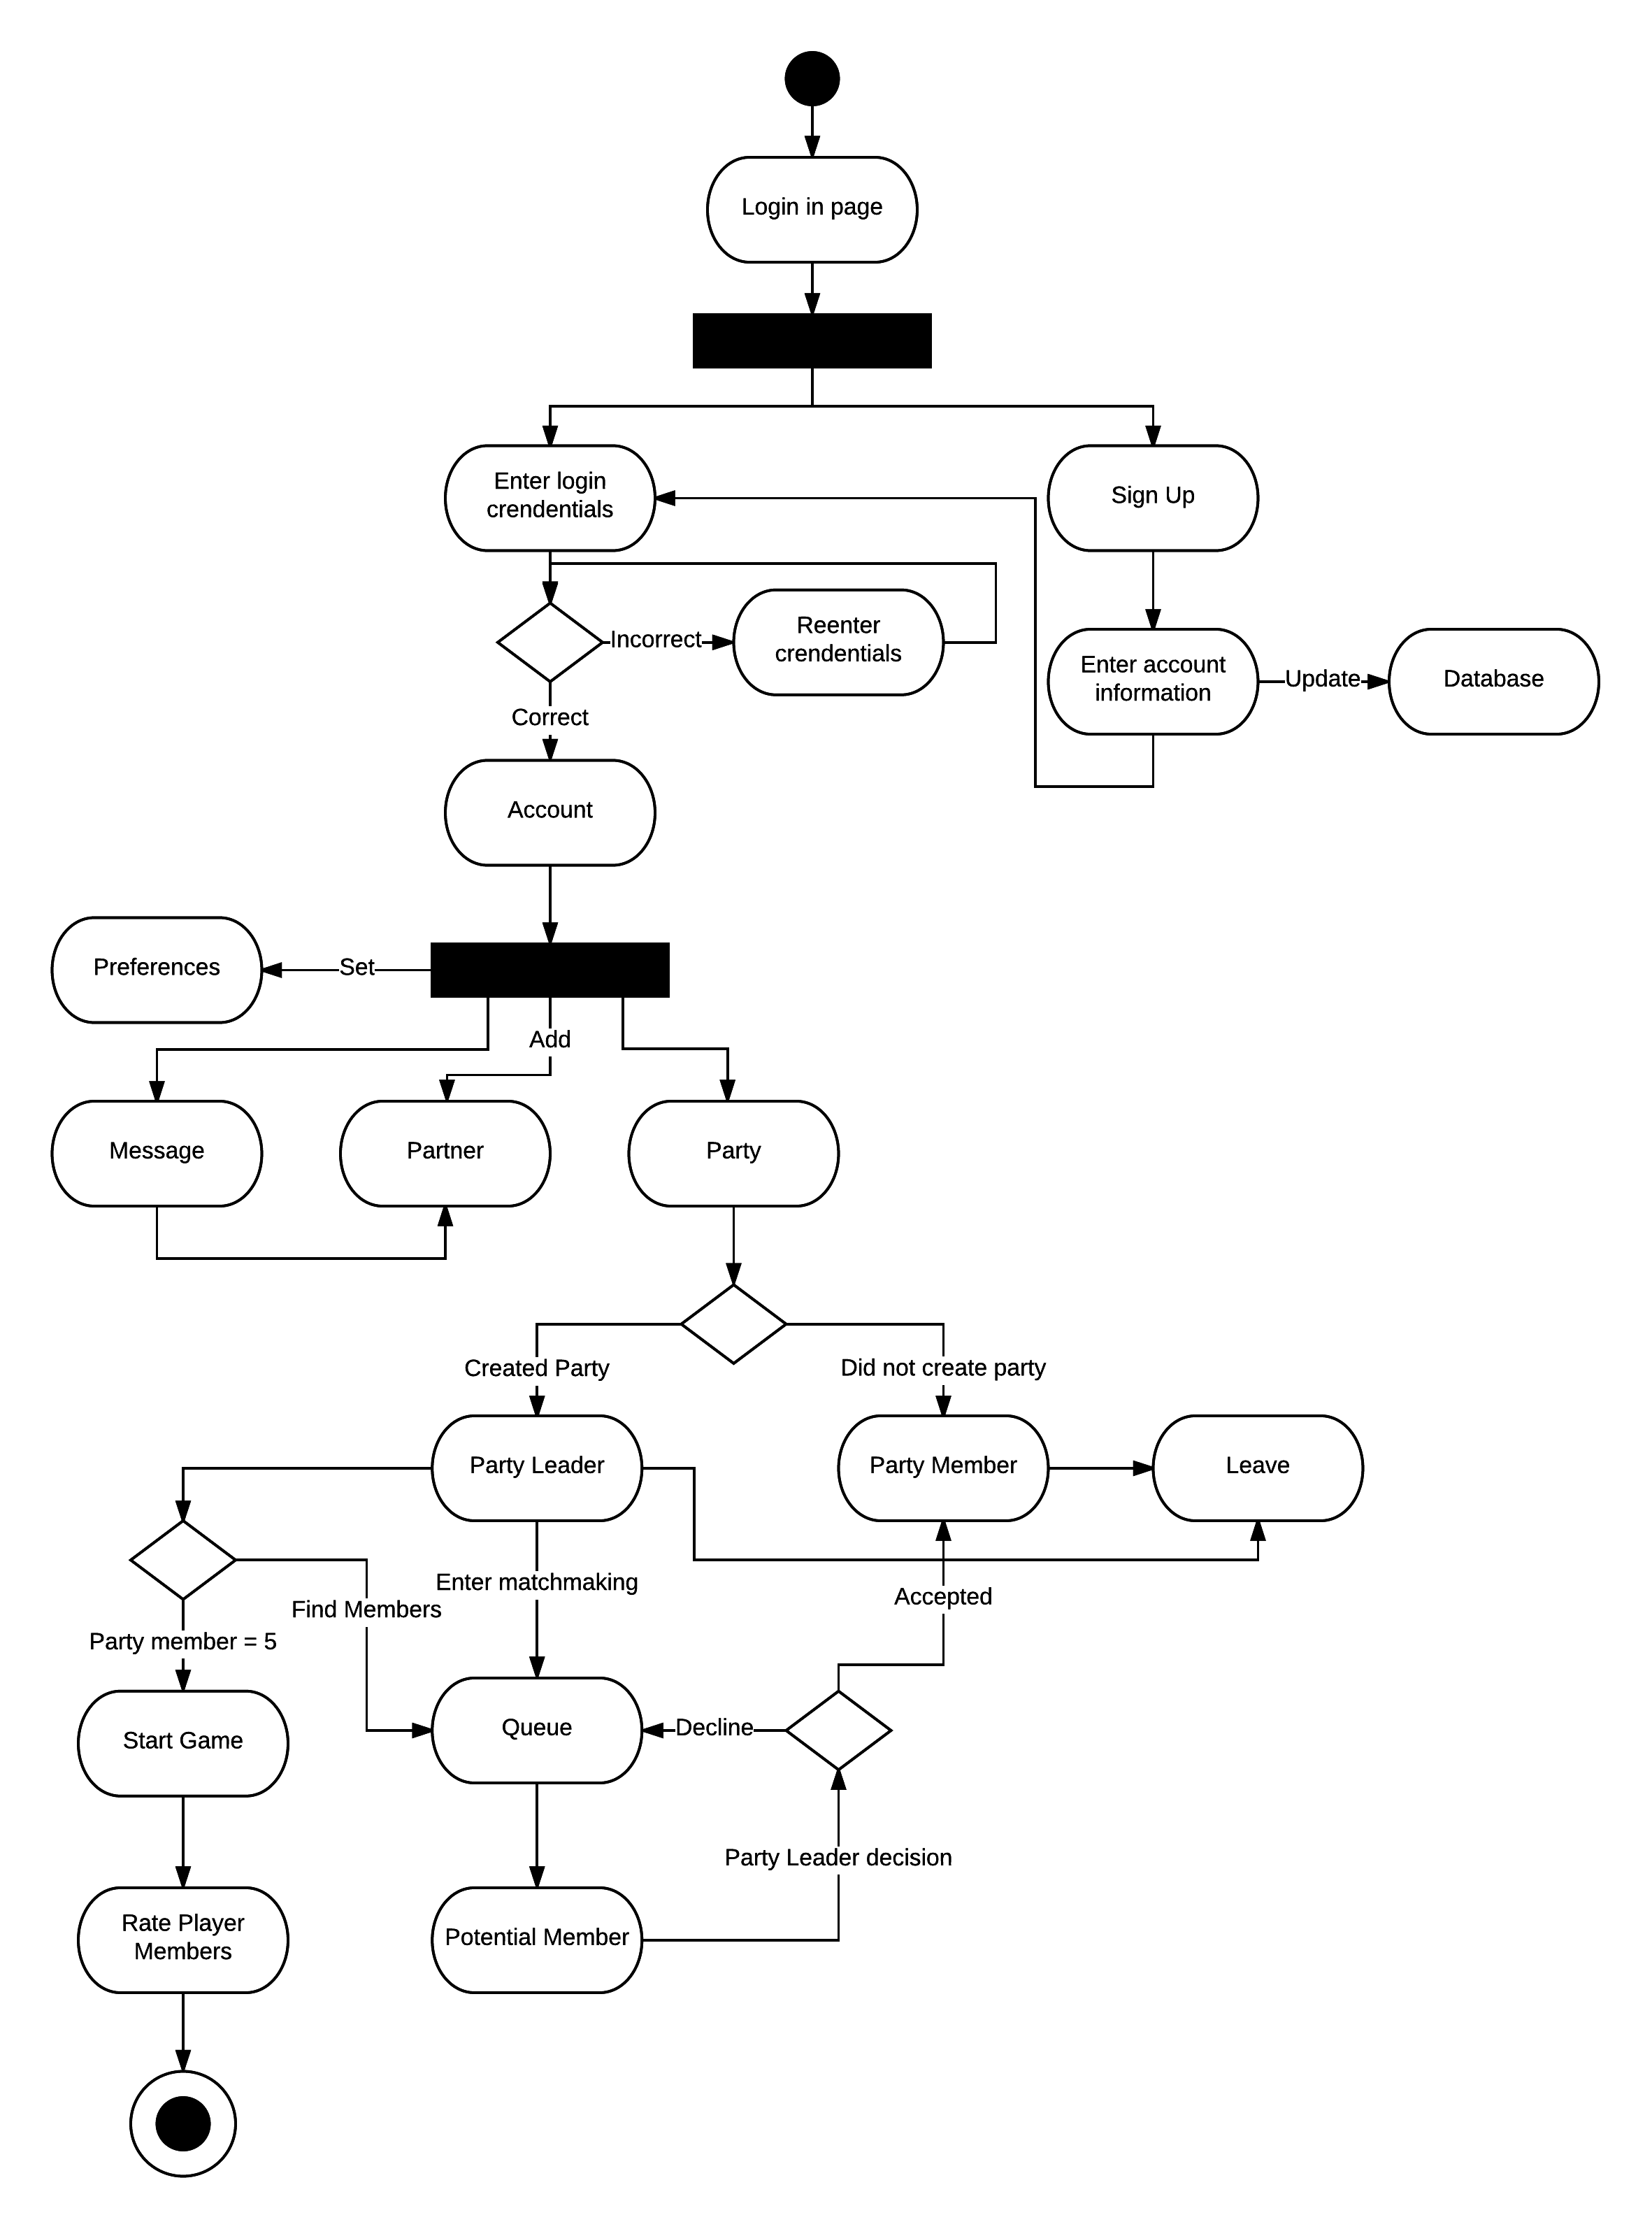 Login in page
Enter login
crendentials
Sign Up
Incorrect
Reenter
crendentials
Enter account
information
Update
Database
Correct
Account
Preferences
Set
Add
Message
Partner
Party
Created Party
Did not create party
Party Leader
Party Member
Leave
Enter matchmaking
Accepted
Find Members
Party member = 5
Start Game
Queue
Decline
Party Leader decision
Rate Player
Members
Potential Member